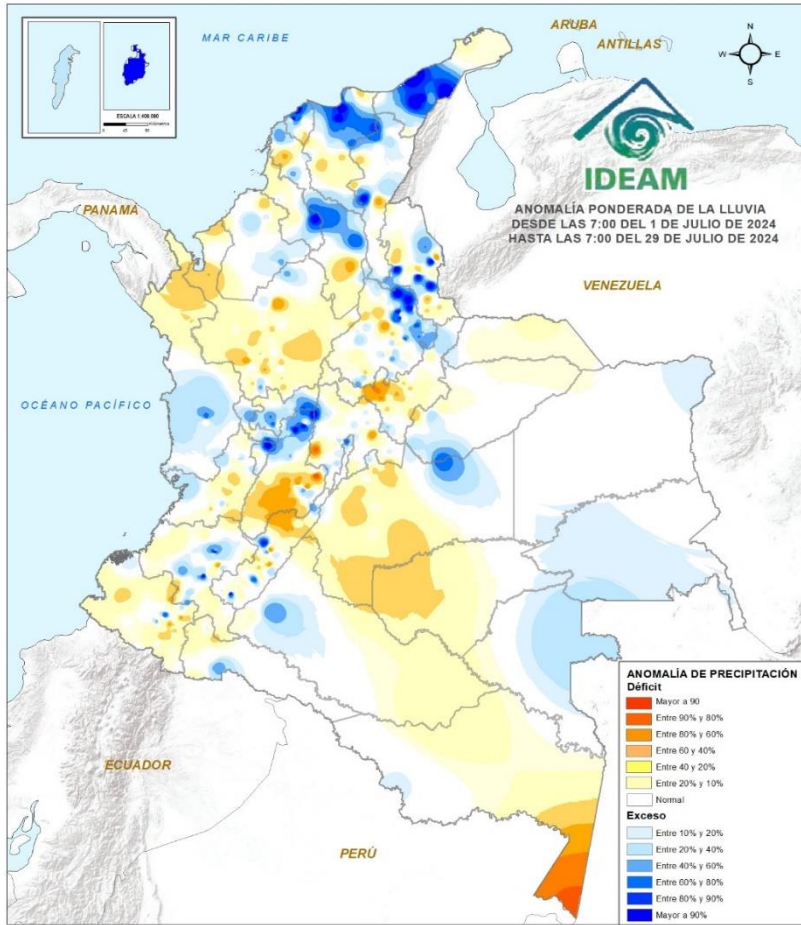 MAR CARIBE
ARUBA
ANTILLAS
N
W E
S
ESCALA 1:400.000
IDEAM
ANOMALÍA PONDERADA DE LA LLUVIA
DESDE LAS 7:00 DEL 1 DE JULIO DE 2024
HASTA LAS 7:00 DEL 29 DE JULIO DE 2024
PANAMÁ
VENEZUELA
OCÉANO PACÍFICO
ECUADOR
PERÚ
ANOMALÍA DE PRECIPITACIÓN
Déficit
Mayor a 90
Entre 90% y 80%
Entre 80% y 60%
Entre 60 y 40%
Entre 40 y 20%
Entre 20% y 10%
Normal
Exceso
Entre 10% y 20%
Entre 20% y 40%
Entre 40% y 60%
Entre 60% y 80%
Entre 80% y 90%
Mayor a 90%